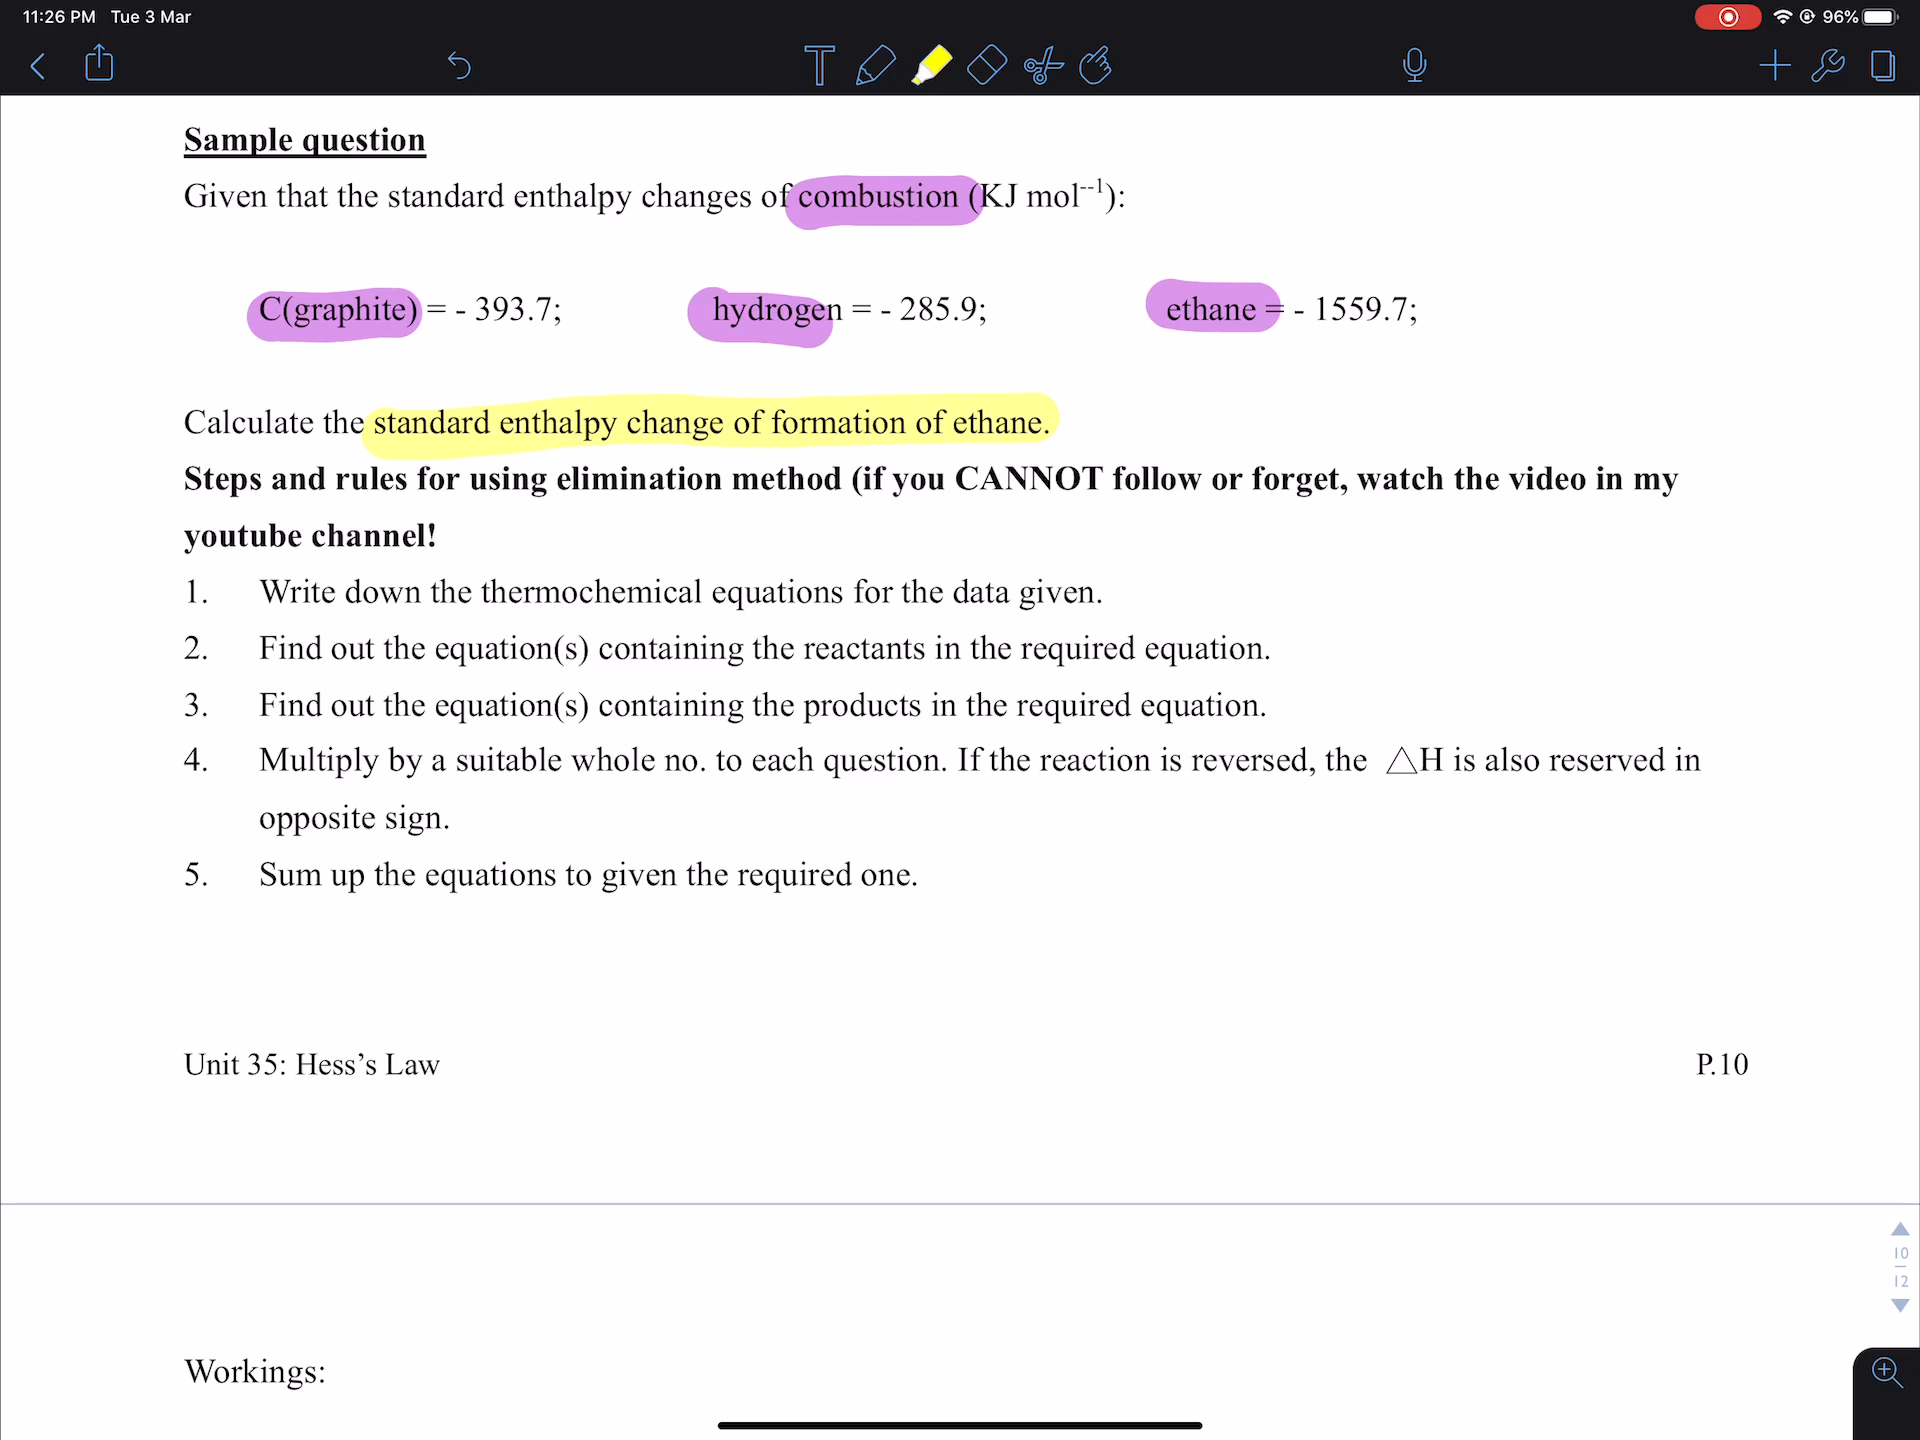 11:26 PM Tue 3 Mar 96%
Sample question
Given that the standard enthalpy changes of combustion (KJ mol--1):
C(graphite) = - 393.7; hydrogen = - 285.9; ethane = - 1559.7;
Calculate the standard enthalpy change of formation of ethane.
Steps and rules for using elimination method (if you CANNOT follow or forget, watch the video in my
youtube channel!
1. Write down the thermochemical equations for the data given.
2. Find out the equation(s) containing the reactants in the required equation.
3. Find out the equation(s) containing the products in the required equation.
4. Multiply by a suitable whole no. to each question. If the reaction is reversed, the △H is also reserved in
opposite sign.
5. Sum up the equations to given the required one.
Unit 35: Hess’s Law P.10
10
12
Workings: